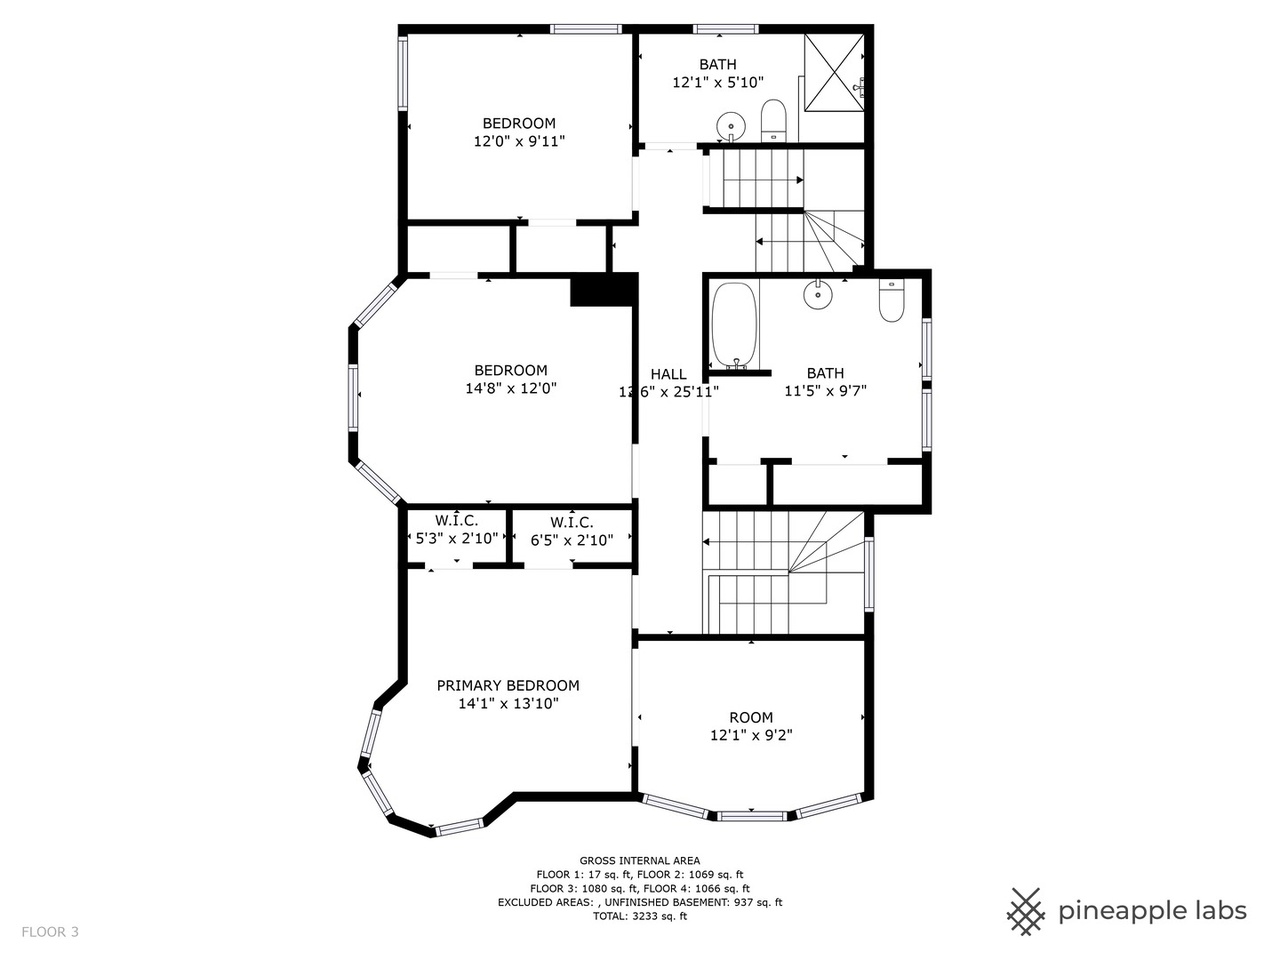 BATH
12'1" x 5'10"
BEDROOM
12'0" x 9'11"
BEDROOM
14'8" x 12'0"
HALL
x 25'11"
BATH
11'5" x 9'7"
W.I.C.
5'3" x 2'10"
W.I.C.
6'5" x 2'10"
PRIMARY BEDROOM
14'1" x 13'10"
ROOM
12'1" x 9'2"
GROSS INTERNAL AREA
FLOOR 1: 17 sq. ft, FLOOR 2: 1069 sq. ft
FLOOR 3: 1080 sq. ft, FLOOR 4: 1066 sq. ft
EXCLUDED AREAS: , UNFINISHED BASEMENT: 937 sq. ft
TOTAL: 3233 sq. ft
FLOOR 3
pineapple labs